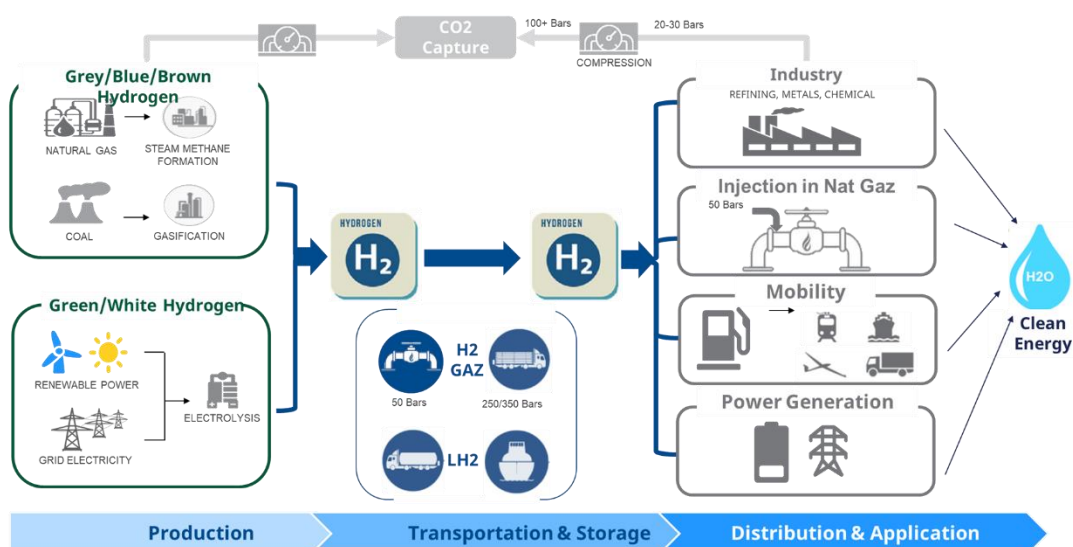 CO2
Capture
100+ Bars
20-30 Bars
COMPRESSION
Grey/Blue/Brown
Hydrogen
NATURAL GAS
STEAM METHANE
FORMATION
COAL
GASIFICATION
Green/White Hydrogen
RENEWABLE POWER
ELECTROLYSIS
GRID ELECTRICITY
HYDROGEN
H2
HYDROGEN
H2
H2
GAZ
50 Bars
250/350 Bars
LH2
Industry
REFINING, METALS, CHEMICAL
Injection in Nat Gaz
50 Bars
Mobility
Power Generation
H2O
Clean
Energy
Production
Transportation & Storage
Distribution & Application